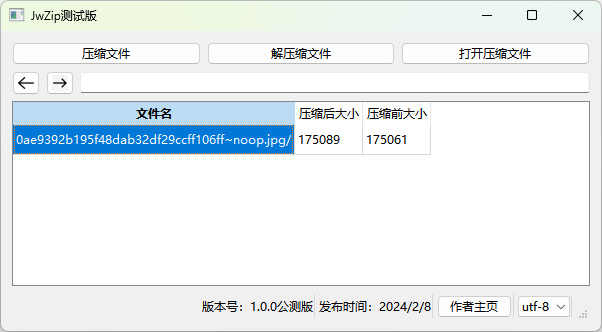 JwZip测试版
压缩文件 解压缩文件 打开压缩文件
文件名 压缩后大小 压缩前大小
0ae9392b195f48dab32df29ccff106ff~noop.jpg/ 175089 175061
版本号：1.0.0公测版 发布时间：2024/2/8 作者主页 utf-8